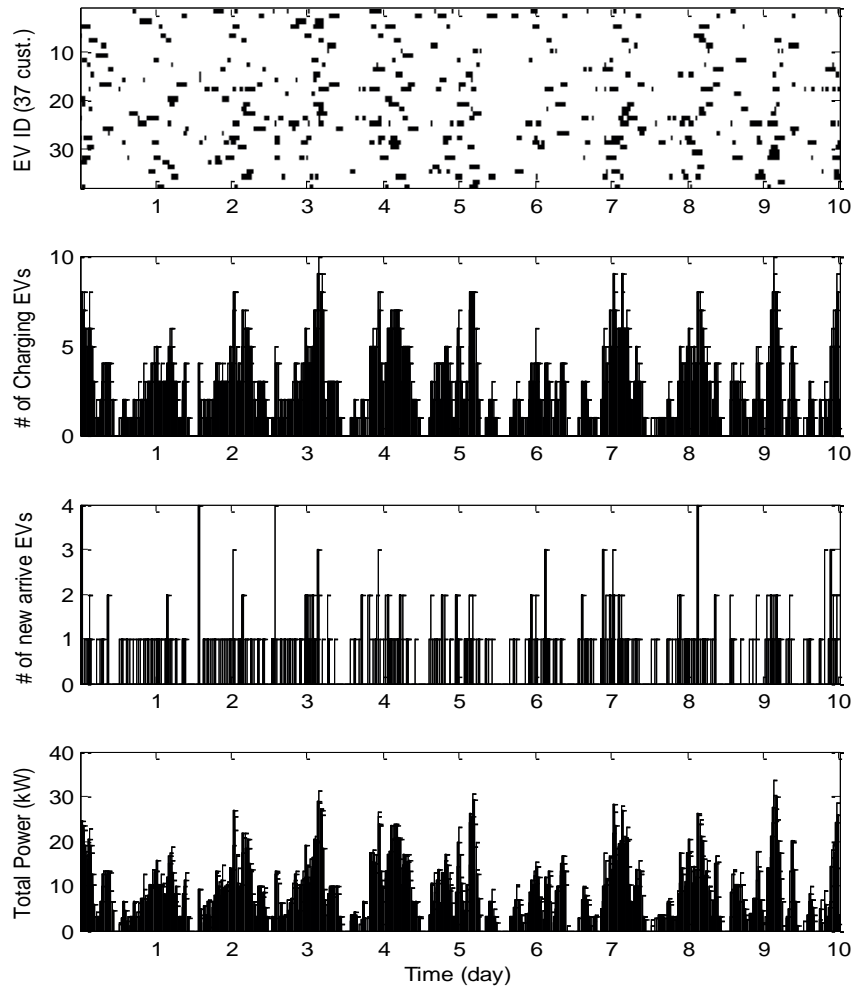 EV ID (37 cust.)
10
20
30
1 2 3 4 5 6 7 8 9 10
# of Charging EVs
10
5
0
1 2 3 4 5 6 7 8 9 10
# of new arrive EVs
4
3
2
1
0
1 2 3 4 5 6 7 8 9 10
Total Power (kW)
40
30
20
10
0
1 2 3 4 5 6 7 8 9 10
Time (day)